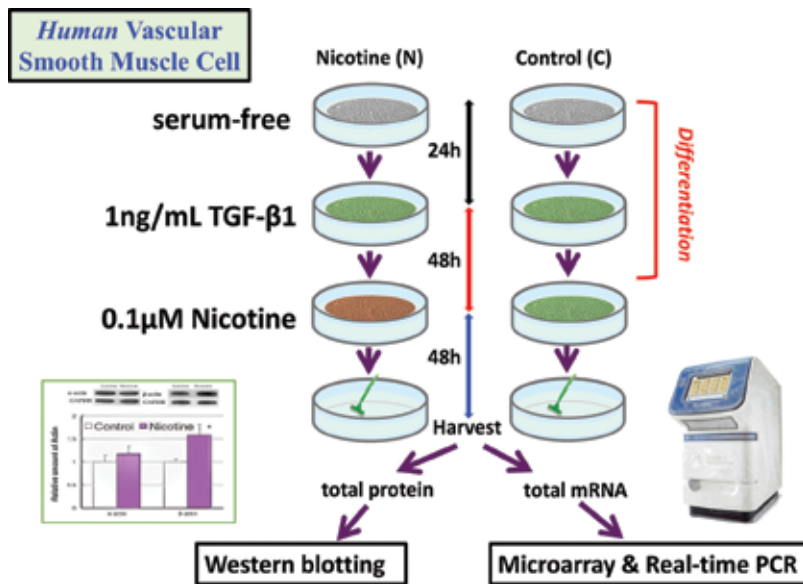 Human Vascular
Smooth Muscle Cell
Nicotine (N)
Control (C)
serum-free
24h
Differentiation
1ng/mL TGF-β1
48h
0.1µM Nicotine
48h
Harvest
Control
Nicotine
*
total protein
total mRNA
Western blotting
Microarray & Real-time PCR